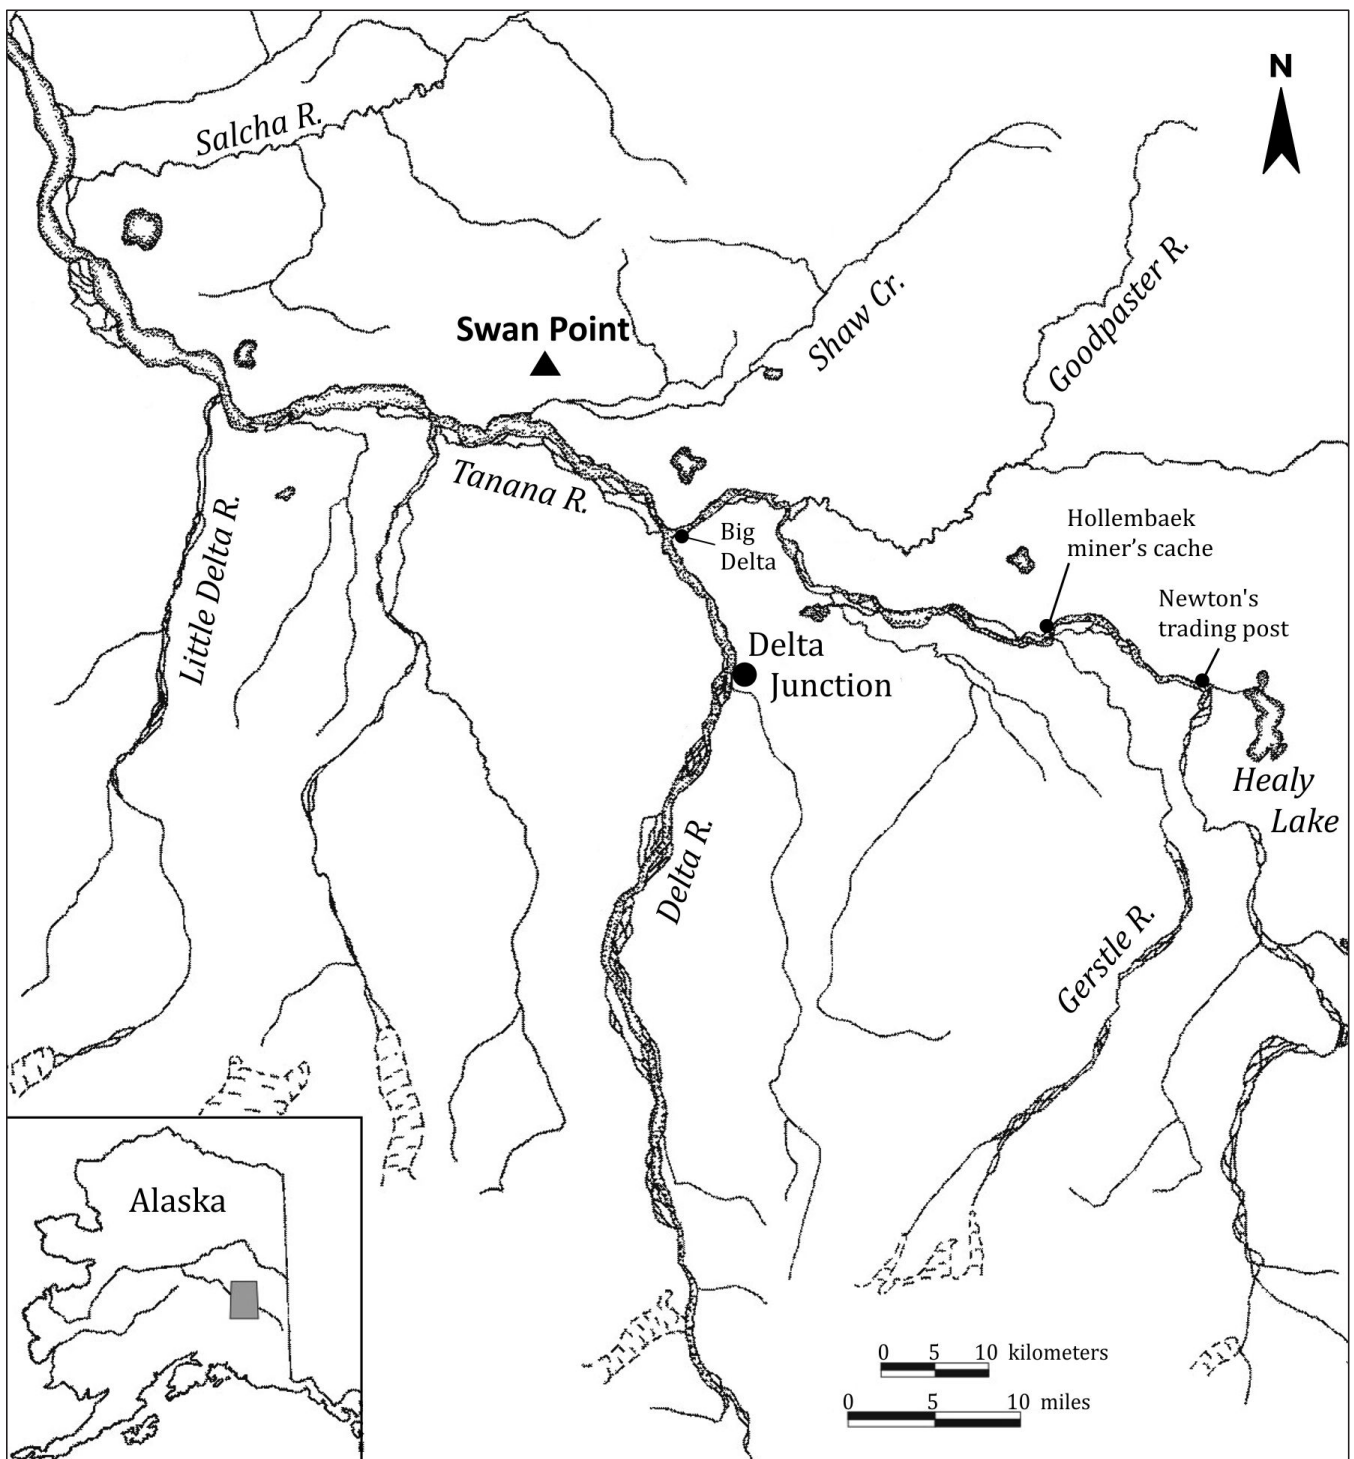 N
Salcha R.
Shaw Cr.
Goodpaster R.
Swan Point
Tanana R.
Little Delta R.
Big
Delta
Hollembaek
miner’s cache
Newton's
trading post
Delta
Junction
Healy
Lake
Delta R.
Gerstle R.
Alaska
0 5 10 kilometers
0 5 10 miles